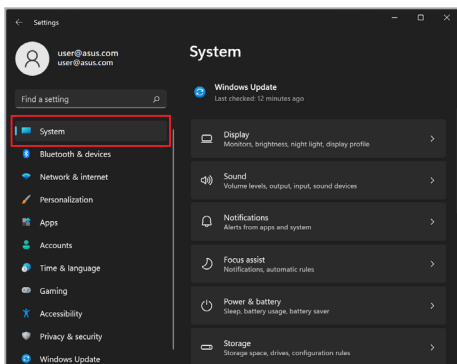 Settings
user@asus.com
user@asus.com
Find a setting
System
Bluetooth & devices
Network & internet
Personalization
Apps
Accounts
Time & language
Gaming
Accessibility
Privacy & security
Windows Update
System
Windows Update
Last checked: 12 minutes ago
Display
Monitors, brightness, night light, display profile
Sound
Volume levels, output, input, sound devices
Notifications
Alerts from apps and system
Focus assist
Notifications, automatic rules
Power & battery
Sleep, battery usage, battery saver
Storage
Storage space, drives, configuration rules